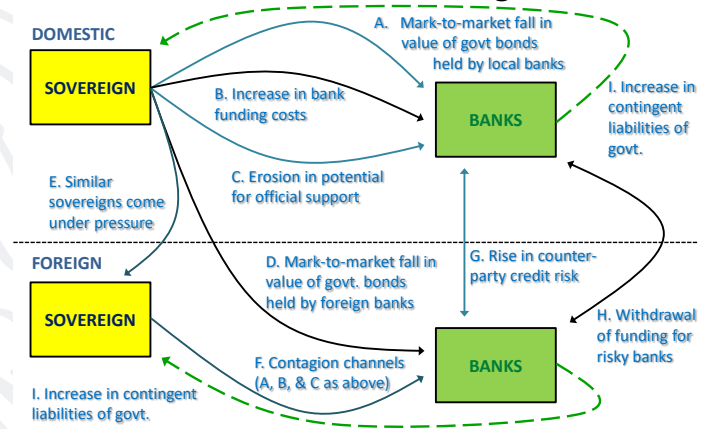 DOMESTIC
SOVEREIGN
A. Mark-to-market fall in
value of govt bonds
held by local banks
B. Increase in bank
funding costs
BANKS
I. Increase in
contingent
liabilities of
govt.
C. Erosion in potential
for official support
E. Similar
sovereigns come
under pressure
FOREIGN
SOVEREIGN
D. Mark-to-market fall in
value of govt. bonds
held by foreign banks
G. Rise in counter-
party credit risk
H. Withdrawal
of funding for
risky banks
F. Contagion channels
(A, B, & C as above)
BANKS
I. Increase in contingent
liabilities of govt.